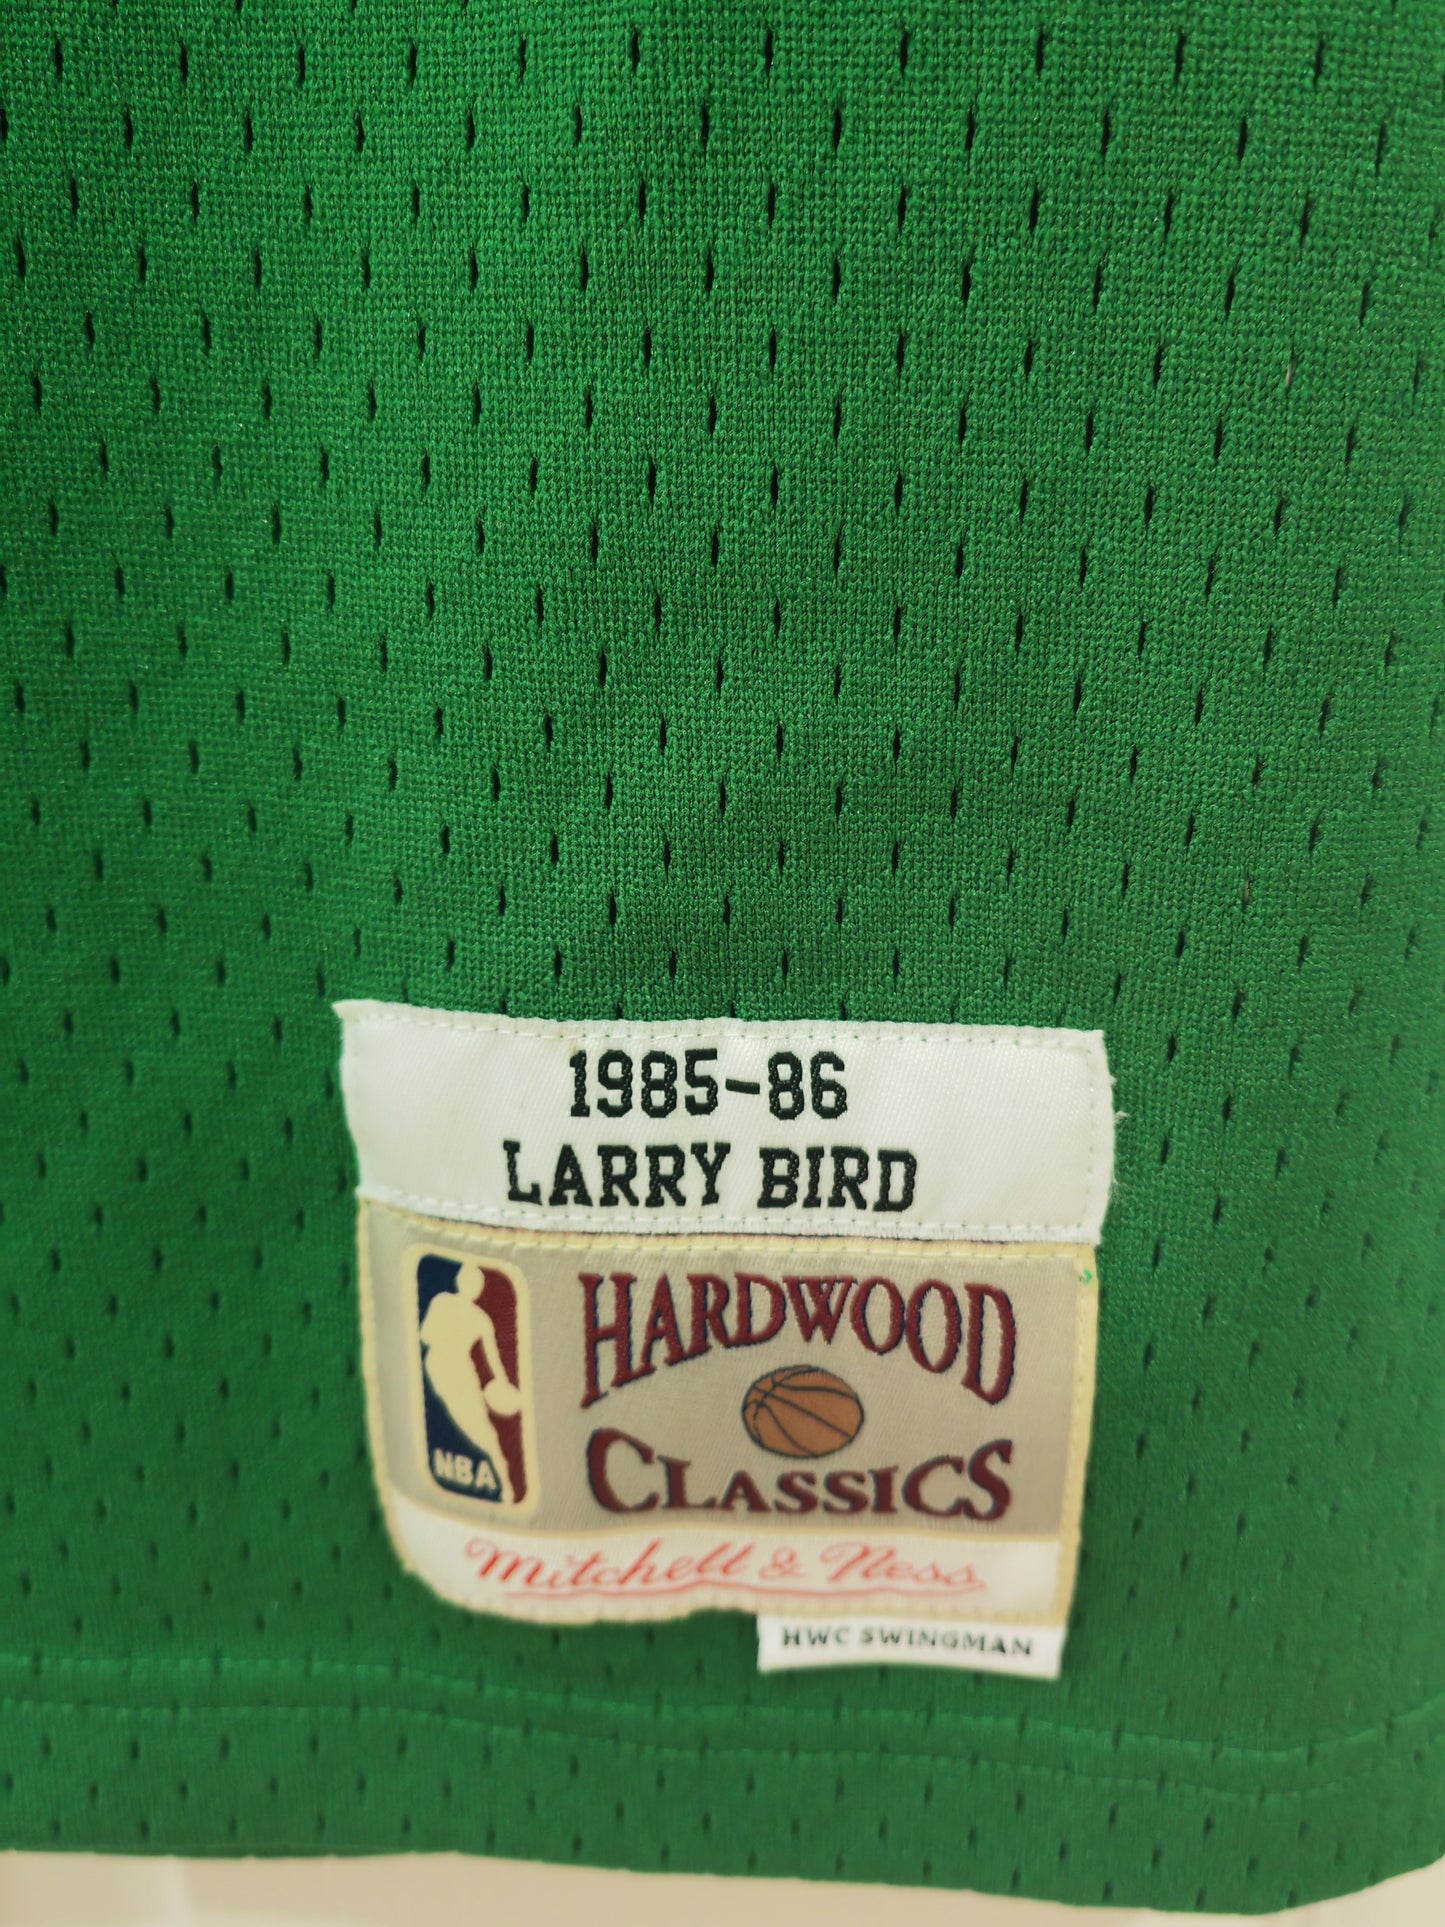 1985-86
LARRY BIRD
HARDWOOD
CLASSICS
NBA
Mitchell & Ness
HWC SWINGMAN